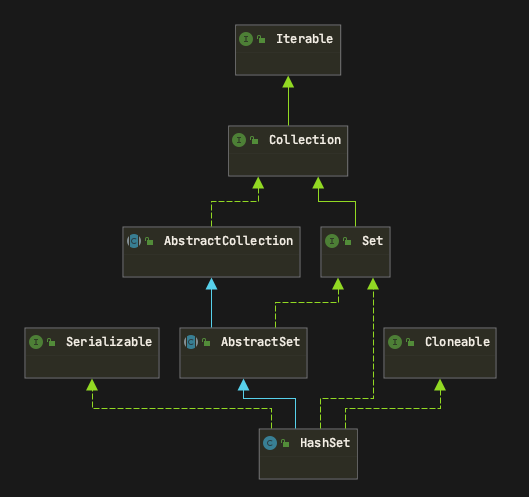 Iterable
Collection
AbstractCollection
Set
Serializable
AbstractSet
Cloneable
HashSet